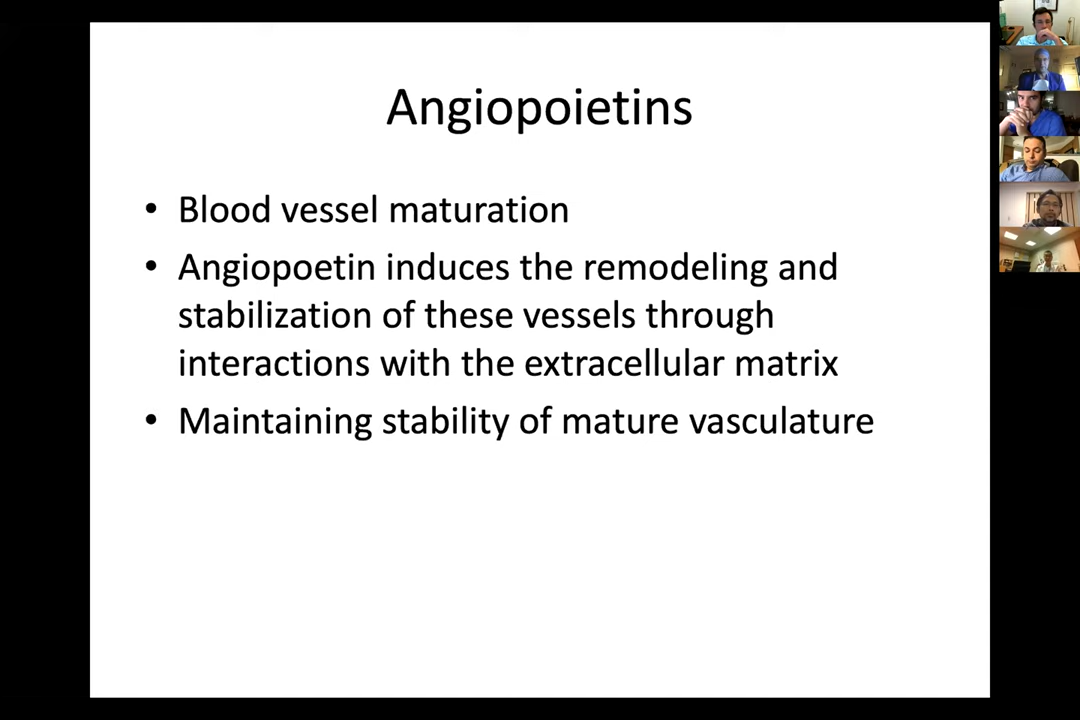 Angiopoietins
• Blood vessel maturation
• Angiopoetin induces the remodeling and
stabilization of these vessels through
interactions with the extracellular matrix
• Maintaining stability of mature vasculature